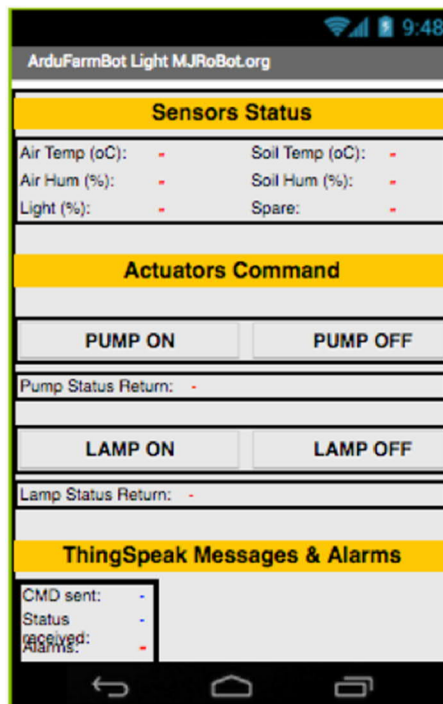 9:48
ArduFarmBot Light MJRoBot.org
Sensors Status
Air Temp (oC): - Soil Temp (oC): -
Air Hum (%): - Soil Hum (%): -
Light (%): - Spare: -
Actuators Command
PUMP ON PUMP OFF
Pump Status Return: -
LAMP ON LAMP OFF
Lamp Status Return: -
ThingSpeak Messages & Alarms
CMD sent: -
Status -
received:
Alarms: -